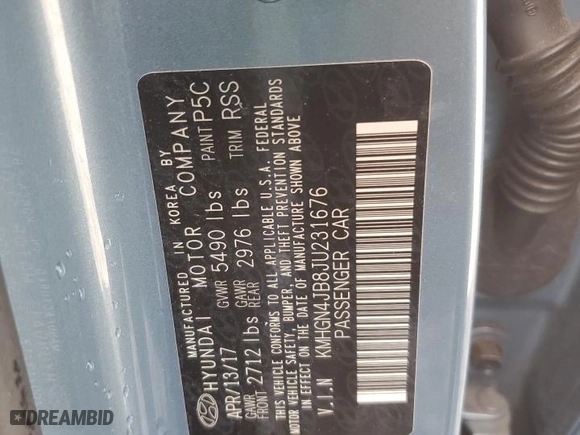 MANUFACTURED IN KOREA BY
HYUNDAI MOTOR COMPANY
APR/13/17 GVWR 5490 lbs PAINT P5C
GAWR FRONT 2712 lbs GAWR REAR 2976 lbs TRIM RSS
THIS VEHICLE CONFORMS TO ALL APPLICABLE U.S.A. FEDERAL
MOTOR VEHICLE SAFETY, BUMPER, AND THEFT PREVENTION STANDARDS
IN EFFECT ON THE DATE OF MANUFACTURE SHOWN ABOVE
V.I.N KMHGN4JB8JU231676
PASSENGER CAR
DREAMBID